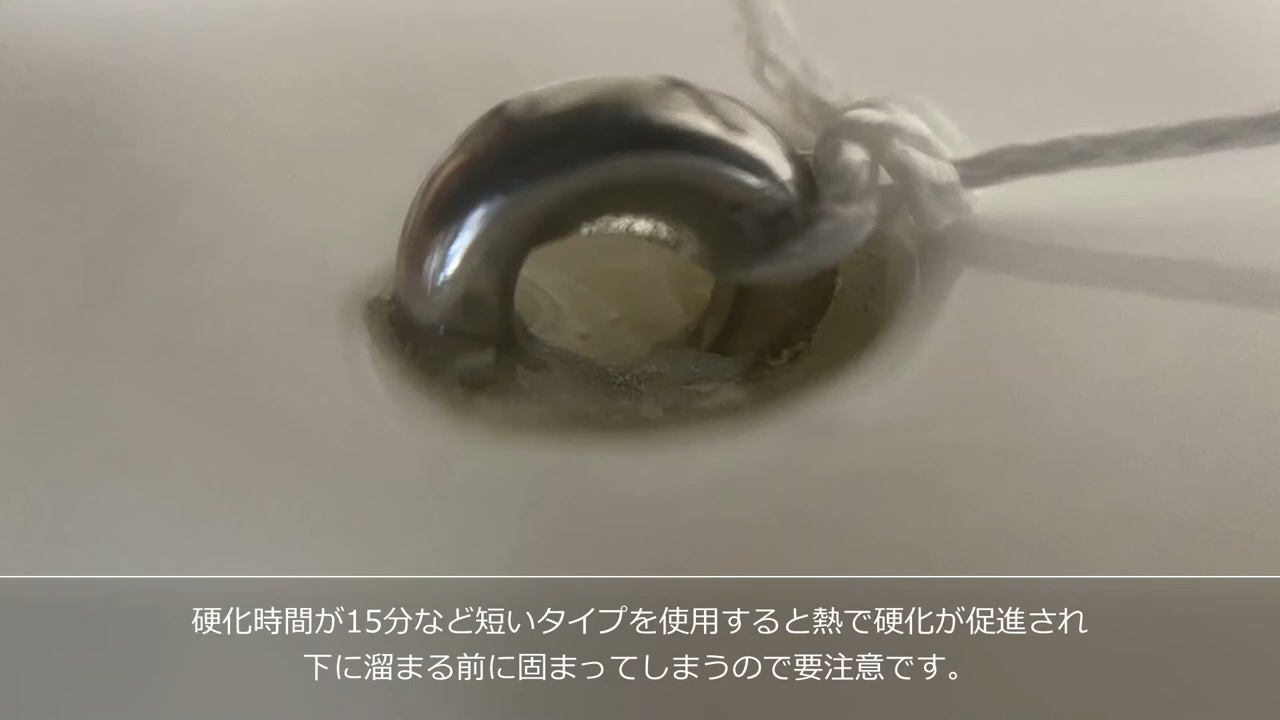 硬化時間が15分など短いタイプを使用すると熱で硬化が促進され
下に溜まる前に固まってしまうので要注意です。